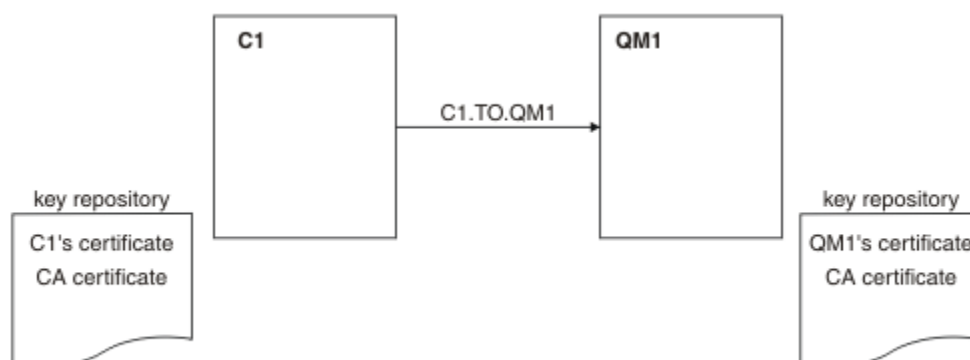 C1
QM1
C1.TO.QM1
key repository
C1's certificate
CA certificate
key repository
QM1's certificate
CA certificate